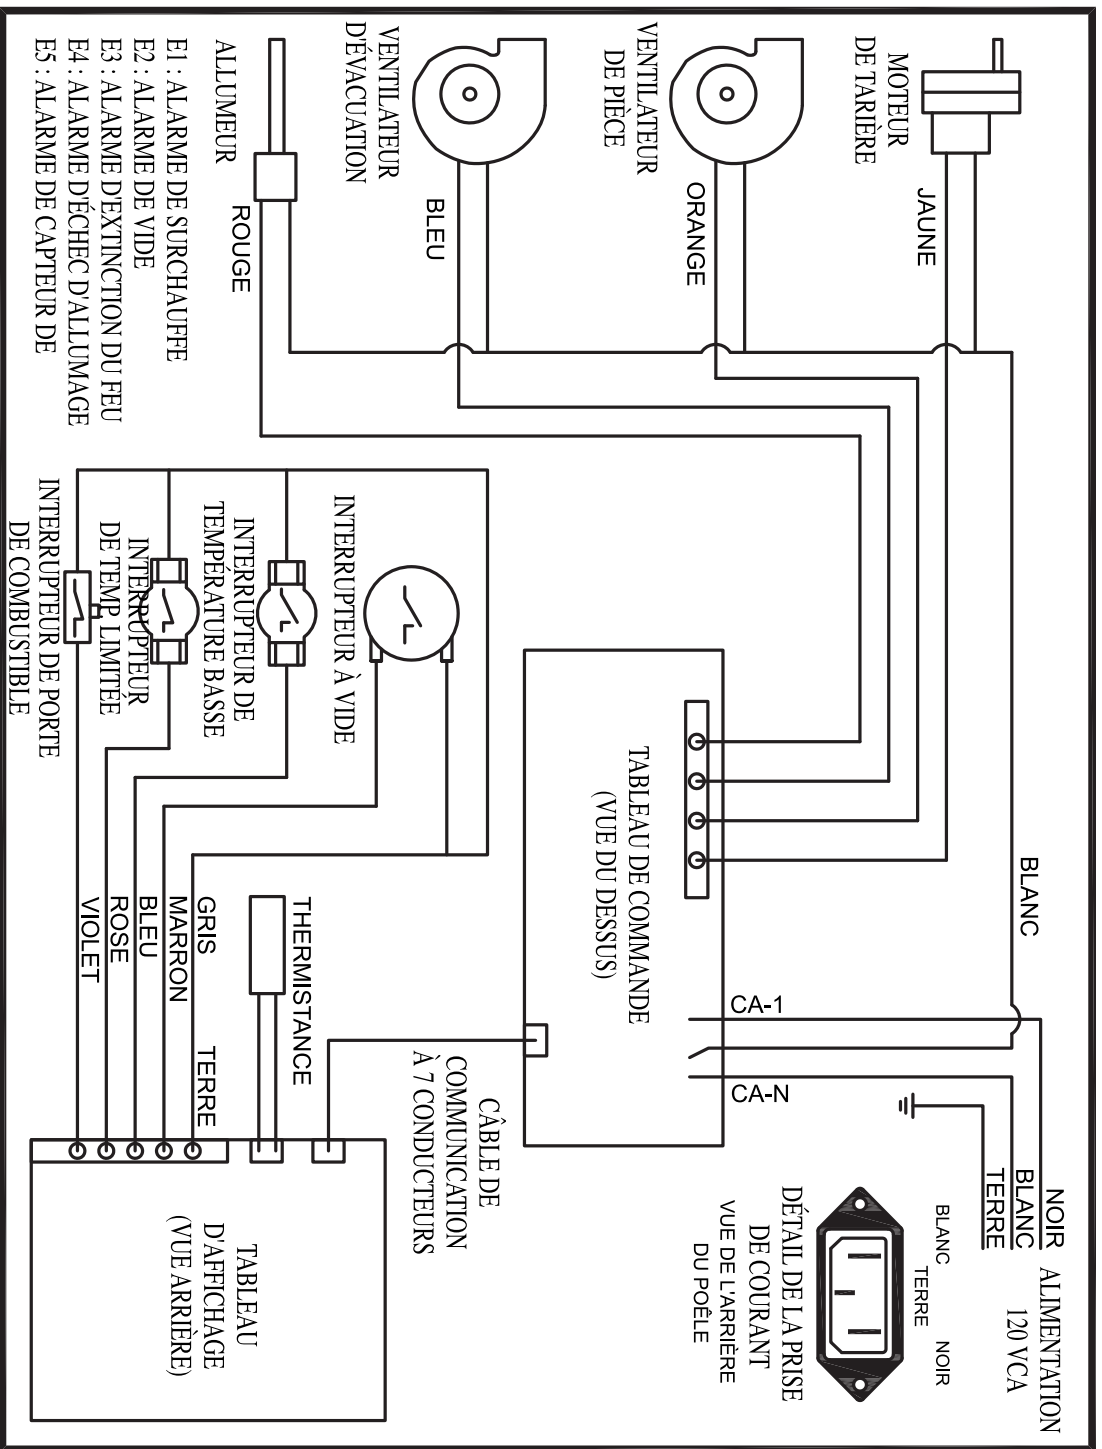 MOTEUR
DE TARIÈRE
JAUNE
VENTILATEUR
DE PIÈCE
ORANGE
VENTILATEUR
D'ÉVACUATION
BLEU
ALLUMEUR
ROUGE
E1 : ALARME DE SURCHAUFFE
E2 : ALARME DE VIDE
E3 : ALARME D'EXTINCTION DU FEU
E4 : ALARME D'ÉCHEC D'ALLUMAGE
E5 : ALARME DE CAPTEUR DE
BLANC
NOIR
BLANC
TERRE
ALIMENTATION
120 VCA
CA-1
CA-N
TABLEAU DE COMMANDE
(VUE DU DESSUS)
BLANC
TERRE
NOIR
DÉTAIL DE LA PRISE
DE COURANT
VUE DE L'ARRIÈRE
DU POÊLE
CÂBLE DE
COMMUNICATION
À 7 CONDUCTEURS
INTERRUPTEUR À VIDE
INTERRUPTEUR DE
TEMPÉRATURE BASSE
INTERRUPTEUR
DE TEMP. LIMITÉE
INTERRUPTEUR DE PORTE
DE COMBUSTIBLE
THERMISTANCE
GRIS
TERRE
MARRON
BLEU
ROSE
VIOLET
TABLEAU
D'AFFICHAGE
(VUE ARRIÈRE)